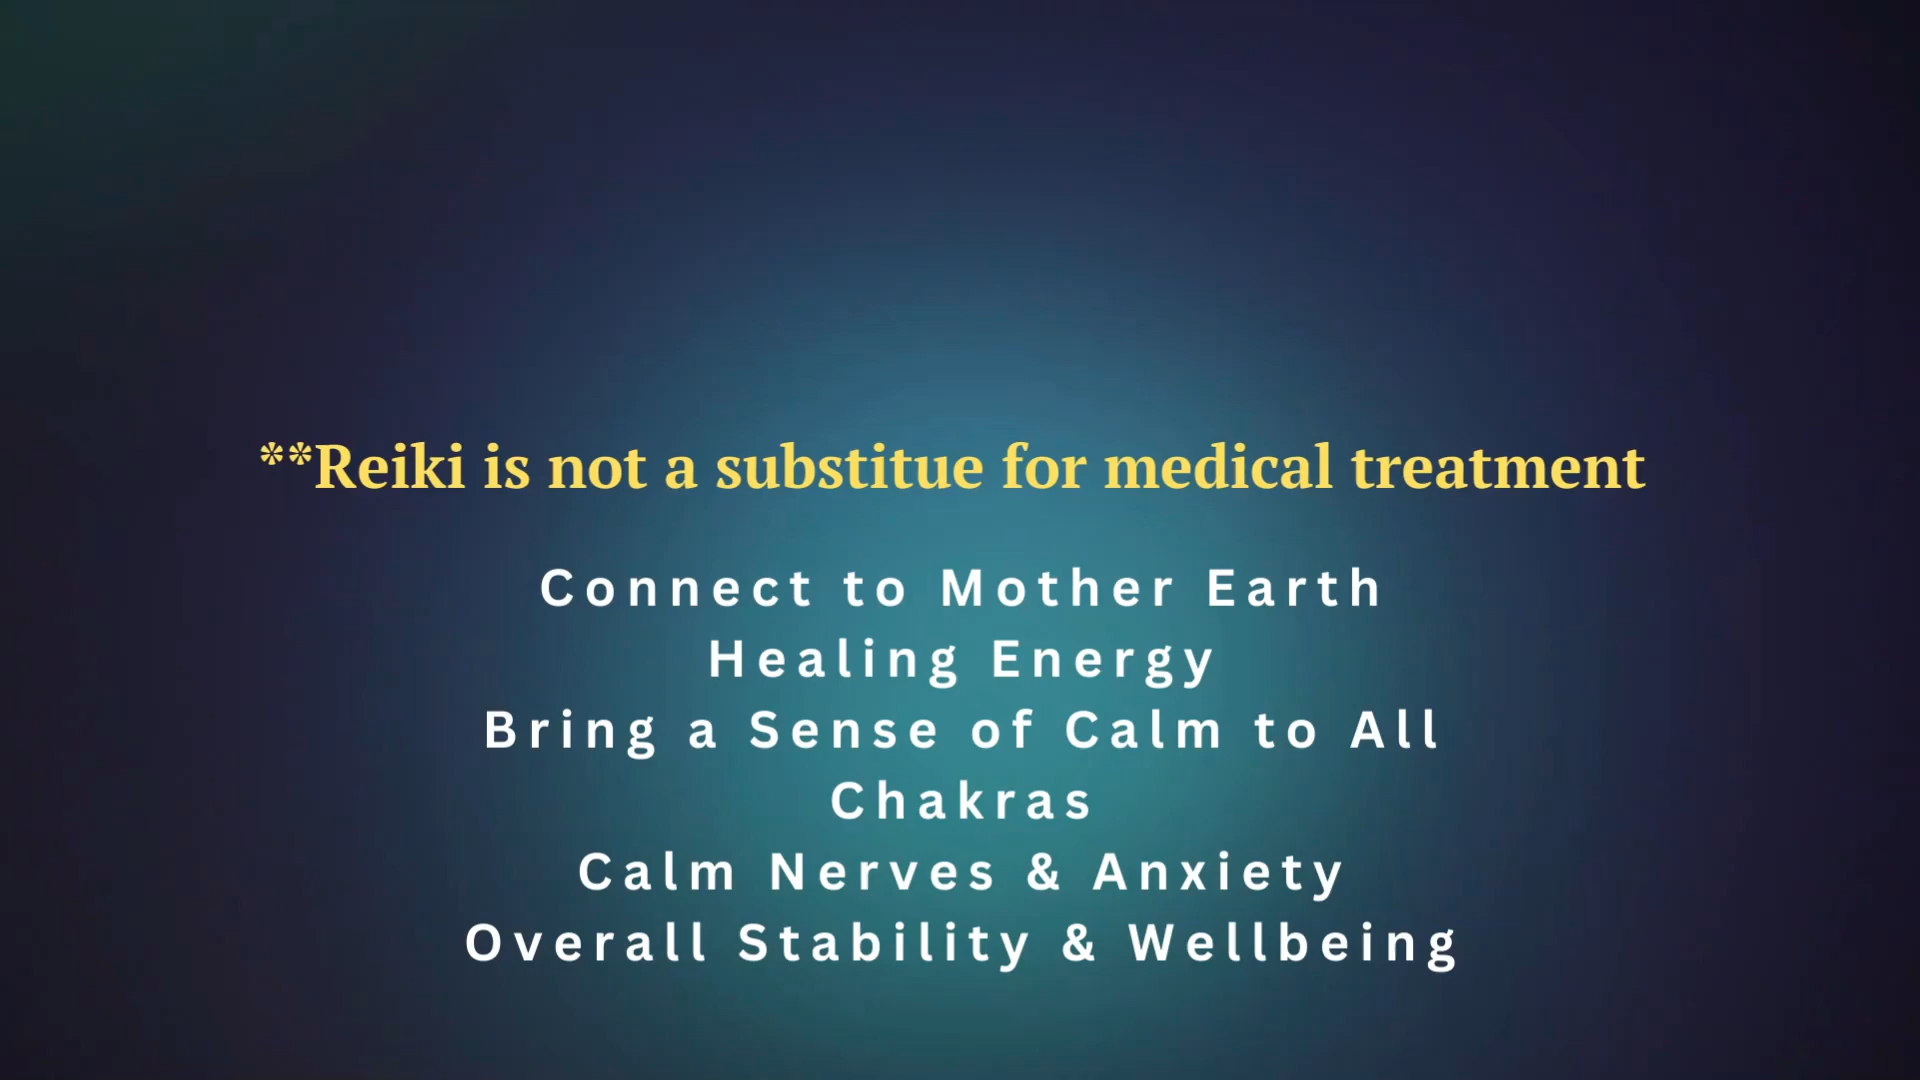 **Reiki is not a substitue for medical treatment
Connect to Mother Earth
Healing Energy
Bring a Sense of Calm to All
Chakras
Calm Nerves & Anxiety
Overall Stability & Wellbeing